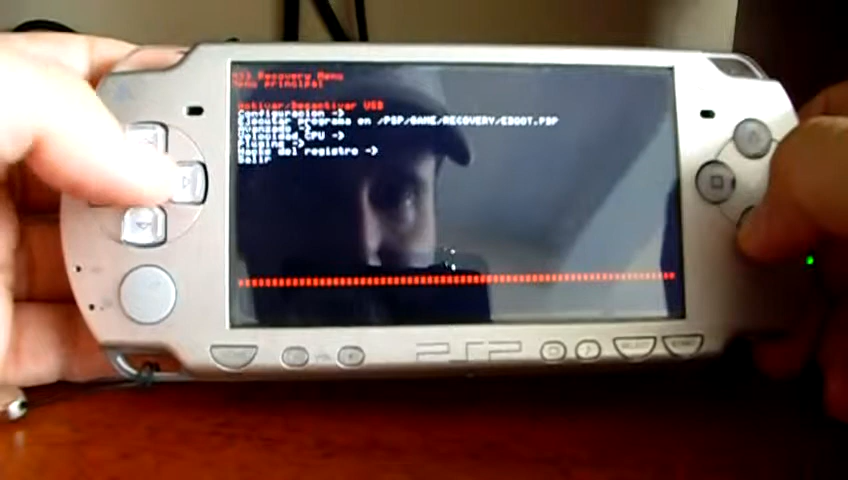 Recovery Menu
Menu Principal
Activar/Desactivar USB
Configuracion ->
Ejecutar programa en /PSP/GAME/RECOVERY/EBOOT.PBP
Avanzado ->
Velocidad CPU ->
Plugins ->
del registro ->
Salir
PSP
VOL
SELECT
START